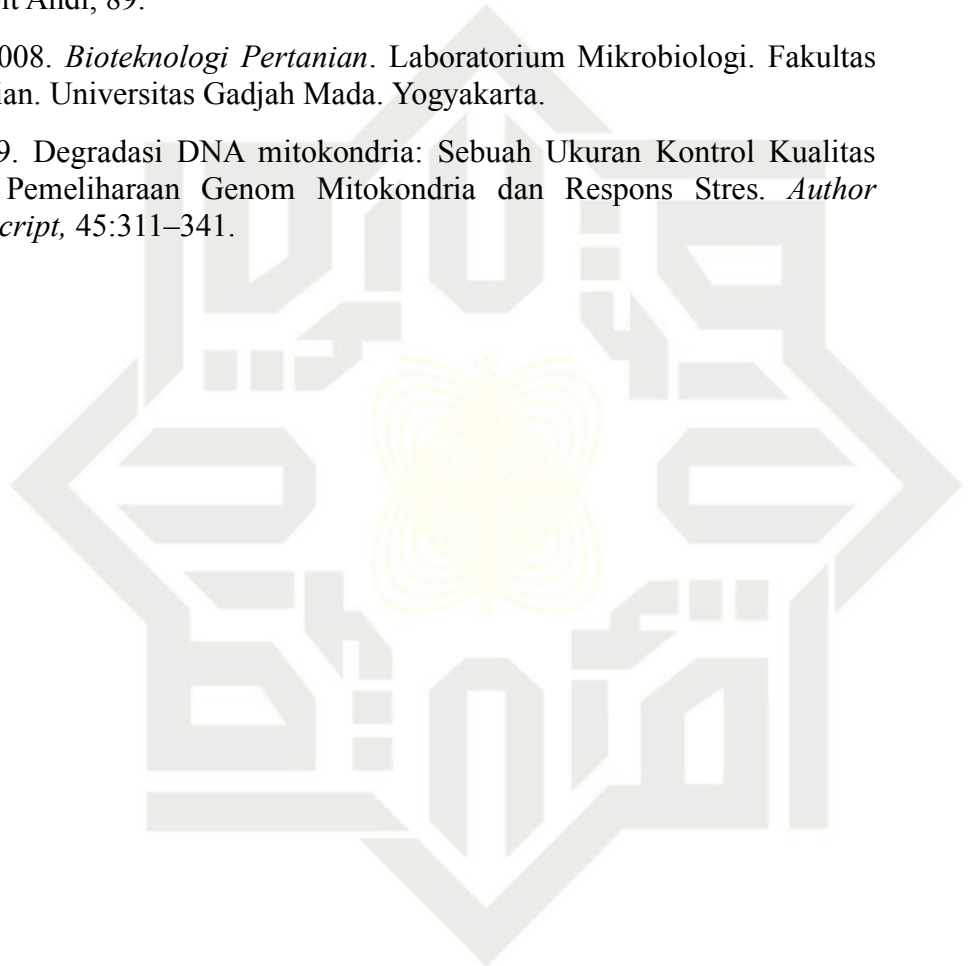 it Andi, 89.
008. Bioteknologi Pertanian. Laboratorium Mikrobiologi. Fakultas
ian. Universitas Gadjah Mada. Yogyakarta.
9. Degradasi DNA mitokondria: Sebuah Ukuran Kontrol Kualitas
Pemeliharaan Genom Mitokondria dan Respons Stres. Author
cript, 45:311–341.